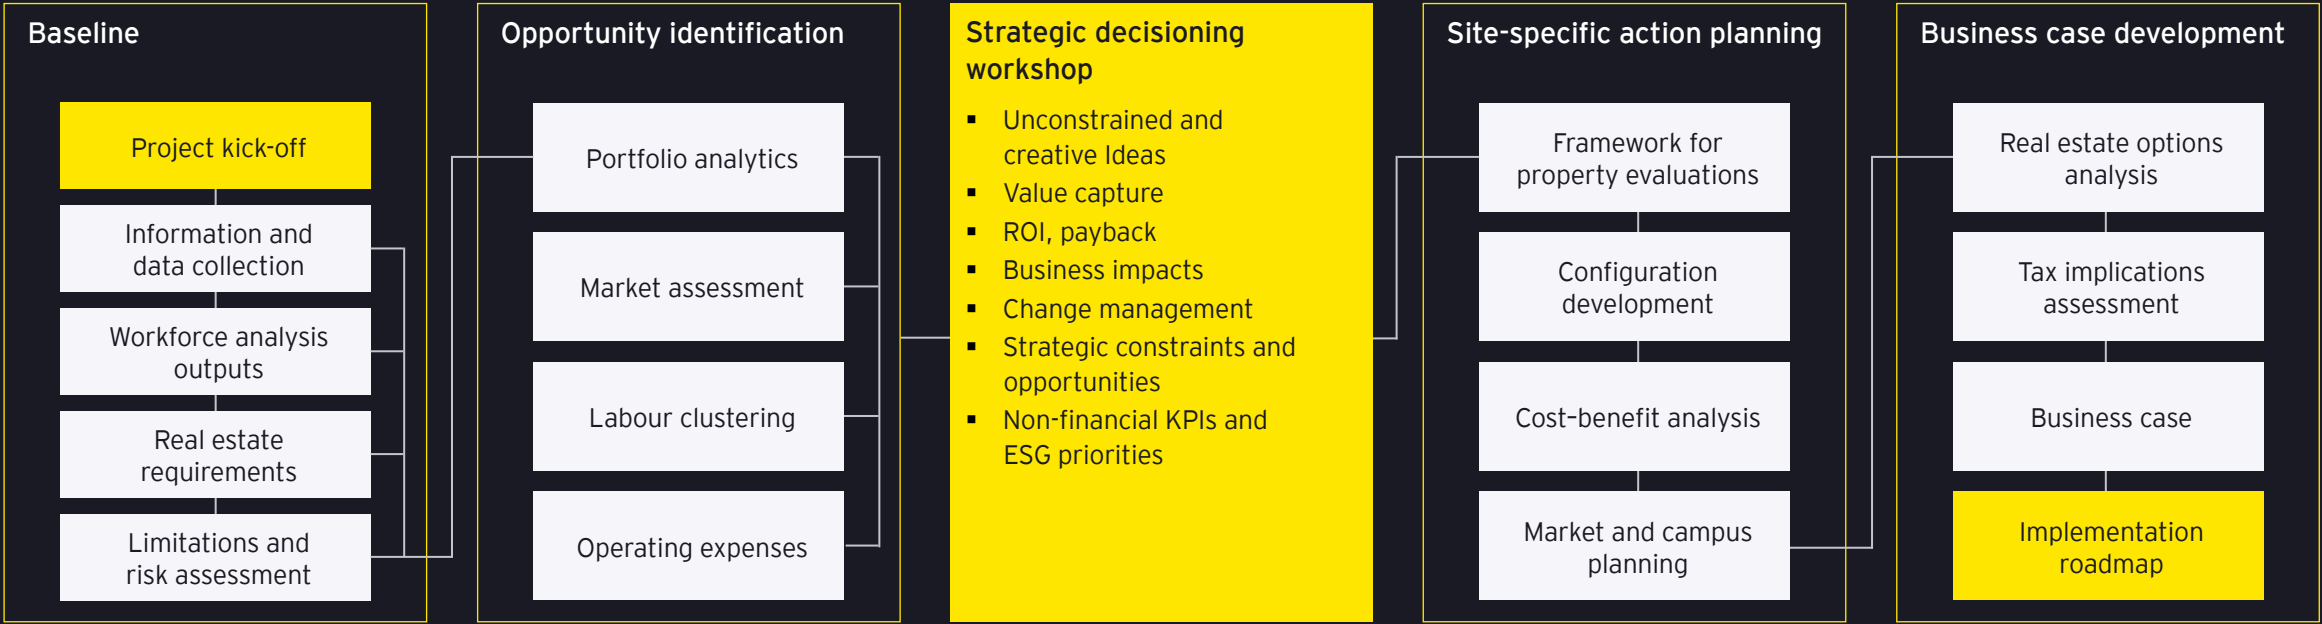 Baseline
Project kick-off
Information and
data collection
Workforce analysis
outputs
Real estate
requirements
Limitations and
risk assessment
Opportunity identification
Portfolio analytics
Market assessment
Labour clustering
Operating expenses
Strategic decisioning
workshop
▪ Unconstrained and
creative Ideas
▪ Value capture
▪ ROI, payback
▪ Business impacts
▪ Change management
▪ Strategic constraints and
opportunities
▪ Non-financial KPIs and
ESG priorities
Site-specific action planning
Framework for
property evaluations
Configuration
development
Cost–benefit analysis
Market and campus
planning
Business case development
Real estate options
analysis
Tax implications
assessment
Business case
Implementation
roadmap